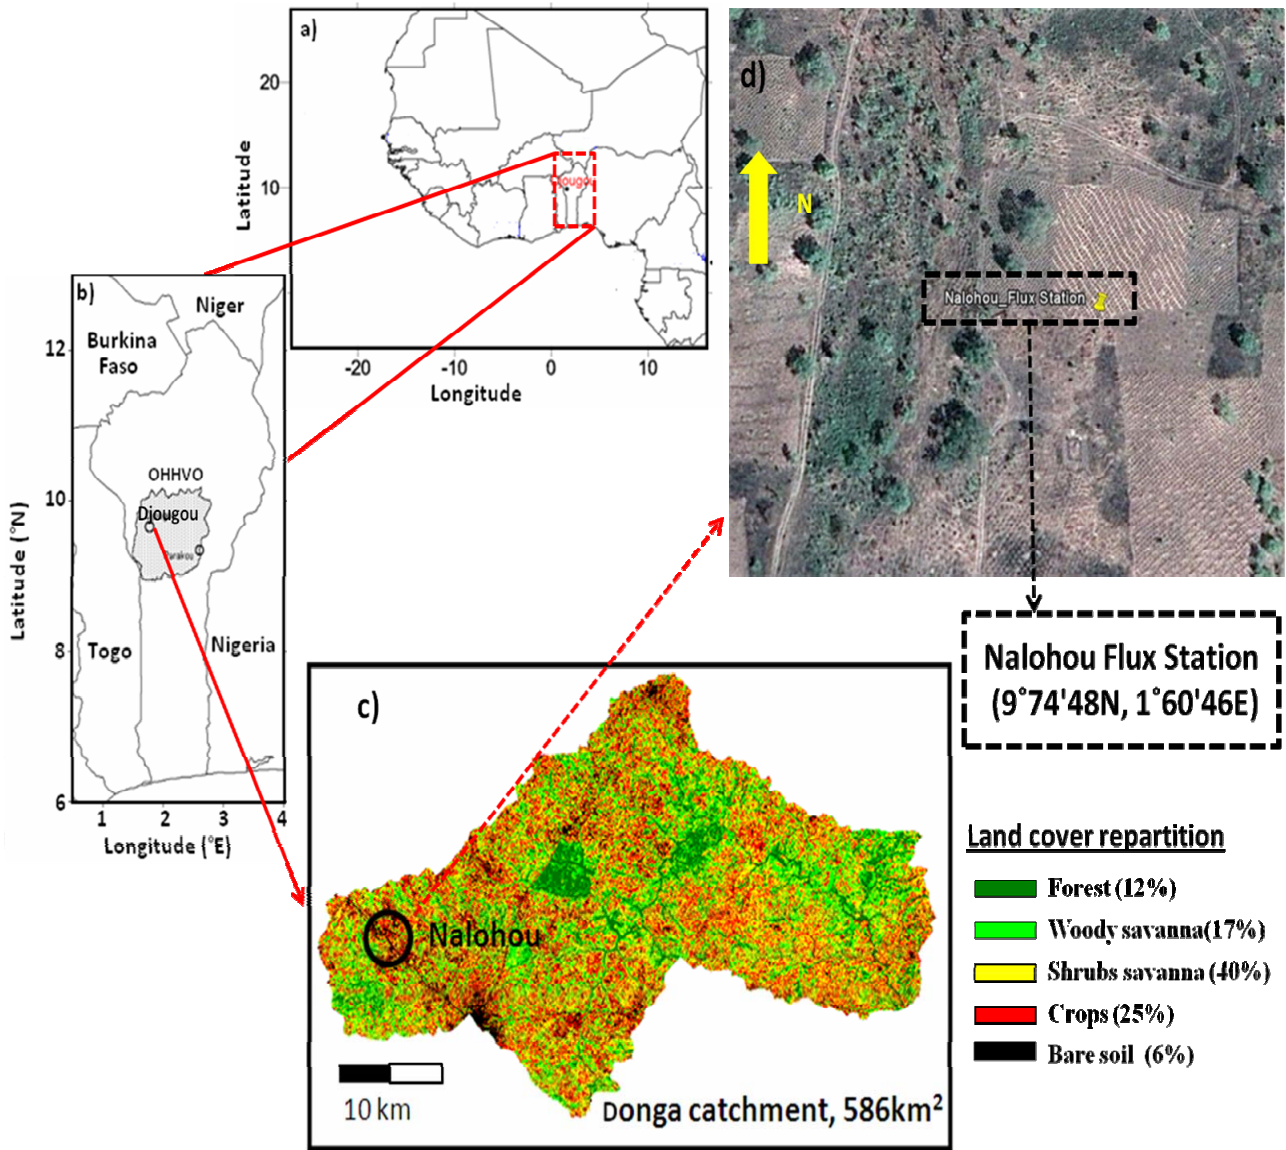 a)
20
10
Latitude
-20
-10
0
10
Longitude
b)
Niger
Burkina
Faso
12
10
8
6
Latitude (°N)
OHHVO
Djougou
Parakou
Togo
Nigeria
1
2
3
4
Longitude (°E)
c)
Nalohou
10 km
Donga catchment, 586km²
d)
N
Nalohou_Flux Station
Nalohou Flux Station
(9°74'48N, 1°60'46E)
Land cover repartition
Forest (12%)
Woody savanna(17%)
Shrubs savanna (40%)
Crops (25%)
Bare soil (6%)